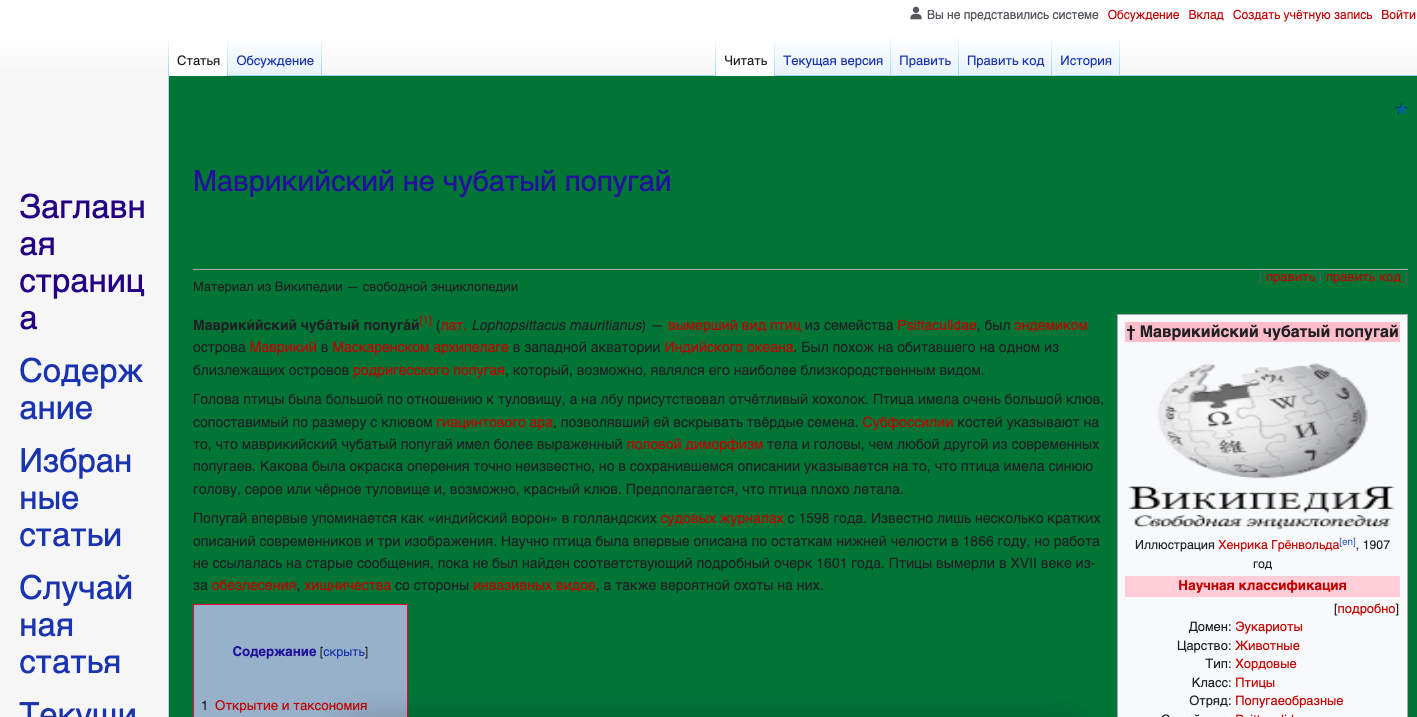 Вы не представились системе Обсуждение Вклад Создать учётную запись Войти
Статья Обсуждение Читать Текущая версия Править Править код История
Заглавн
ая
страниц
а
Содерж
ание
Избран
ные
статьи
Случай
ная
статья
Текущи
Маврикийский не чубатый попугай
[ править | править код ]
Материал из Википедии — свободной энциклопедии
Маврики́йский чуба́тый попуга́й[1] (лат. Lophopsittacus mauritianus) — вымерший вид птиц из семейства Psittaculidae, был эндемиком
острова Маврикий в Маскаренском архипелаге в западной акватории Индийского океана. Был похож на обитавшего на одном из
близлежащих островов родригесского попугая, который, возможно, являлся его наиболее близкородственным видом.
Голова птицы была большой по отношению к туловищу, а на лбу присутствовал отчётливый хохолок. Птица имела очень большой клюв,
сопоставимый по размеру с клювом гиацинтового ара, позволявший ей вскрывать твёрдые семена. Субфоссилии костей указывают на
то, что маврикийский чубатый попугай имел более выраженный половой диморфизм тела и головы, чем любой другой из современных
попугаев. Какова была окраска оперения точно неизвестно, но в сохранившемся описании указывается на то, что птица имела синюю
голову, серое или чёрное туловище и, возможно, красный клюв. Предполагается, что птица плохо летала.
Попугай впервые упоминается как «индийский ворон» в голландских судовых журналах с 1598 года. Известно лишь несколько кратких
описаний современников и три изображения. Научно птица была впервые описана по остаткам нижней челюсти в 1866 году, но работа
не ссылалась на старые сообщения, пока не был найден соответствующий подробный очерк 1601 года. Птицы вымерли в XVII веке из-
за обезлесения, хищничества со стороны инвазивных видов, а также вероятной охоты на них.
Содержание [скрыть]
1 Открытие и таксономия
† Маврикийский чубатый попугай
Ω W И 維
ВикипедиЯ
Свободная энциклопедия
Иллюстрация Хенрика Грёнвольда[en], 1907
год
Научная классификация
[подробно]
Домен: Эукариоты
Царство: Животные
Тип: Хордовые
Класс: Птицы
Отряд: Попугаеобразные